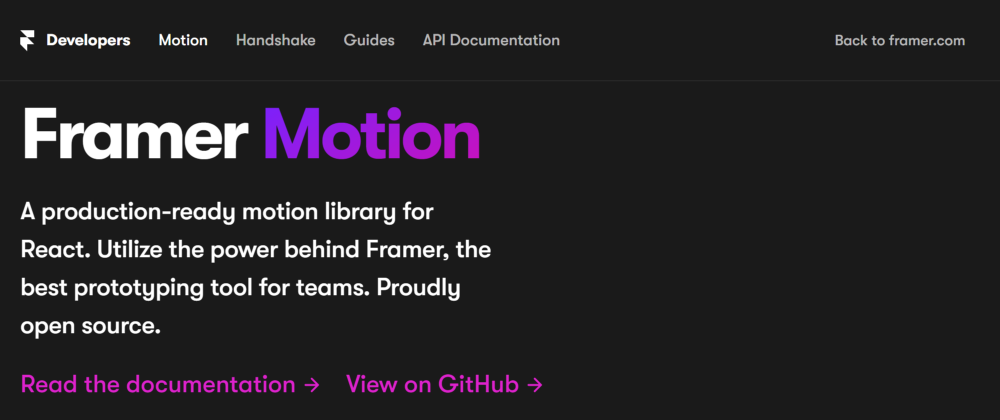 Developers Motion Handshake Guides API Documentation Back to framer.com
Framer Motion
A production-ready motion library for
React. Utilize the power behind Framer, the
best prototyping tool for teams. Proudly
open source.
Read the documentation → View on GitHub →